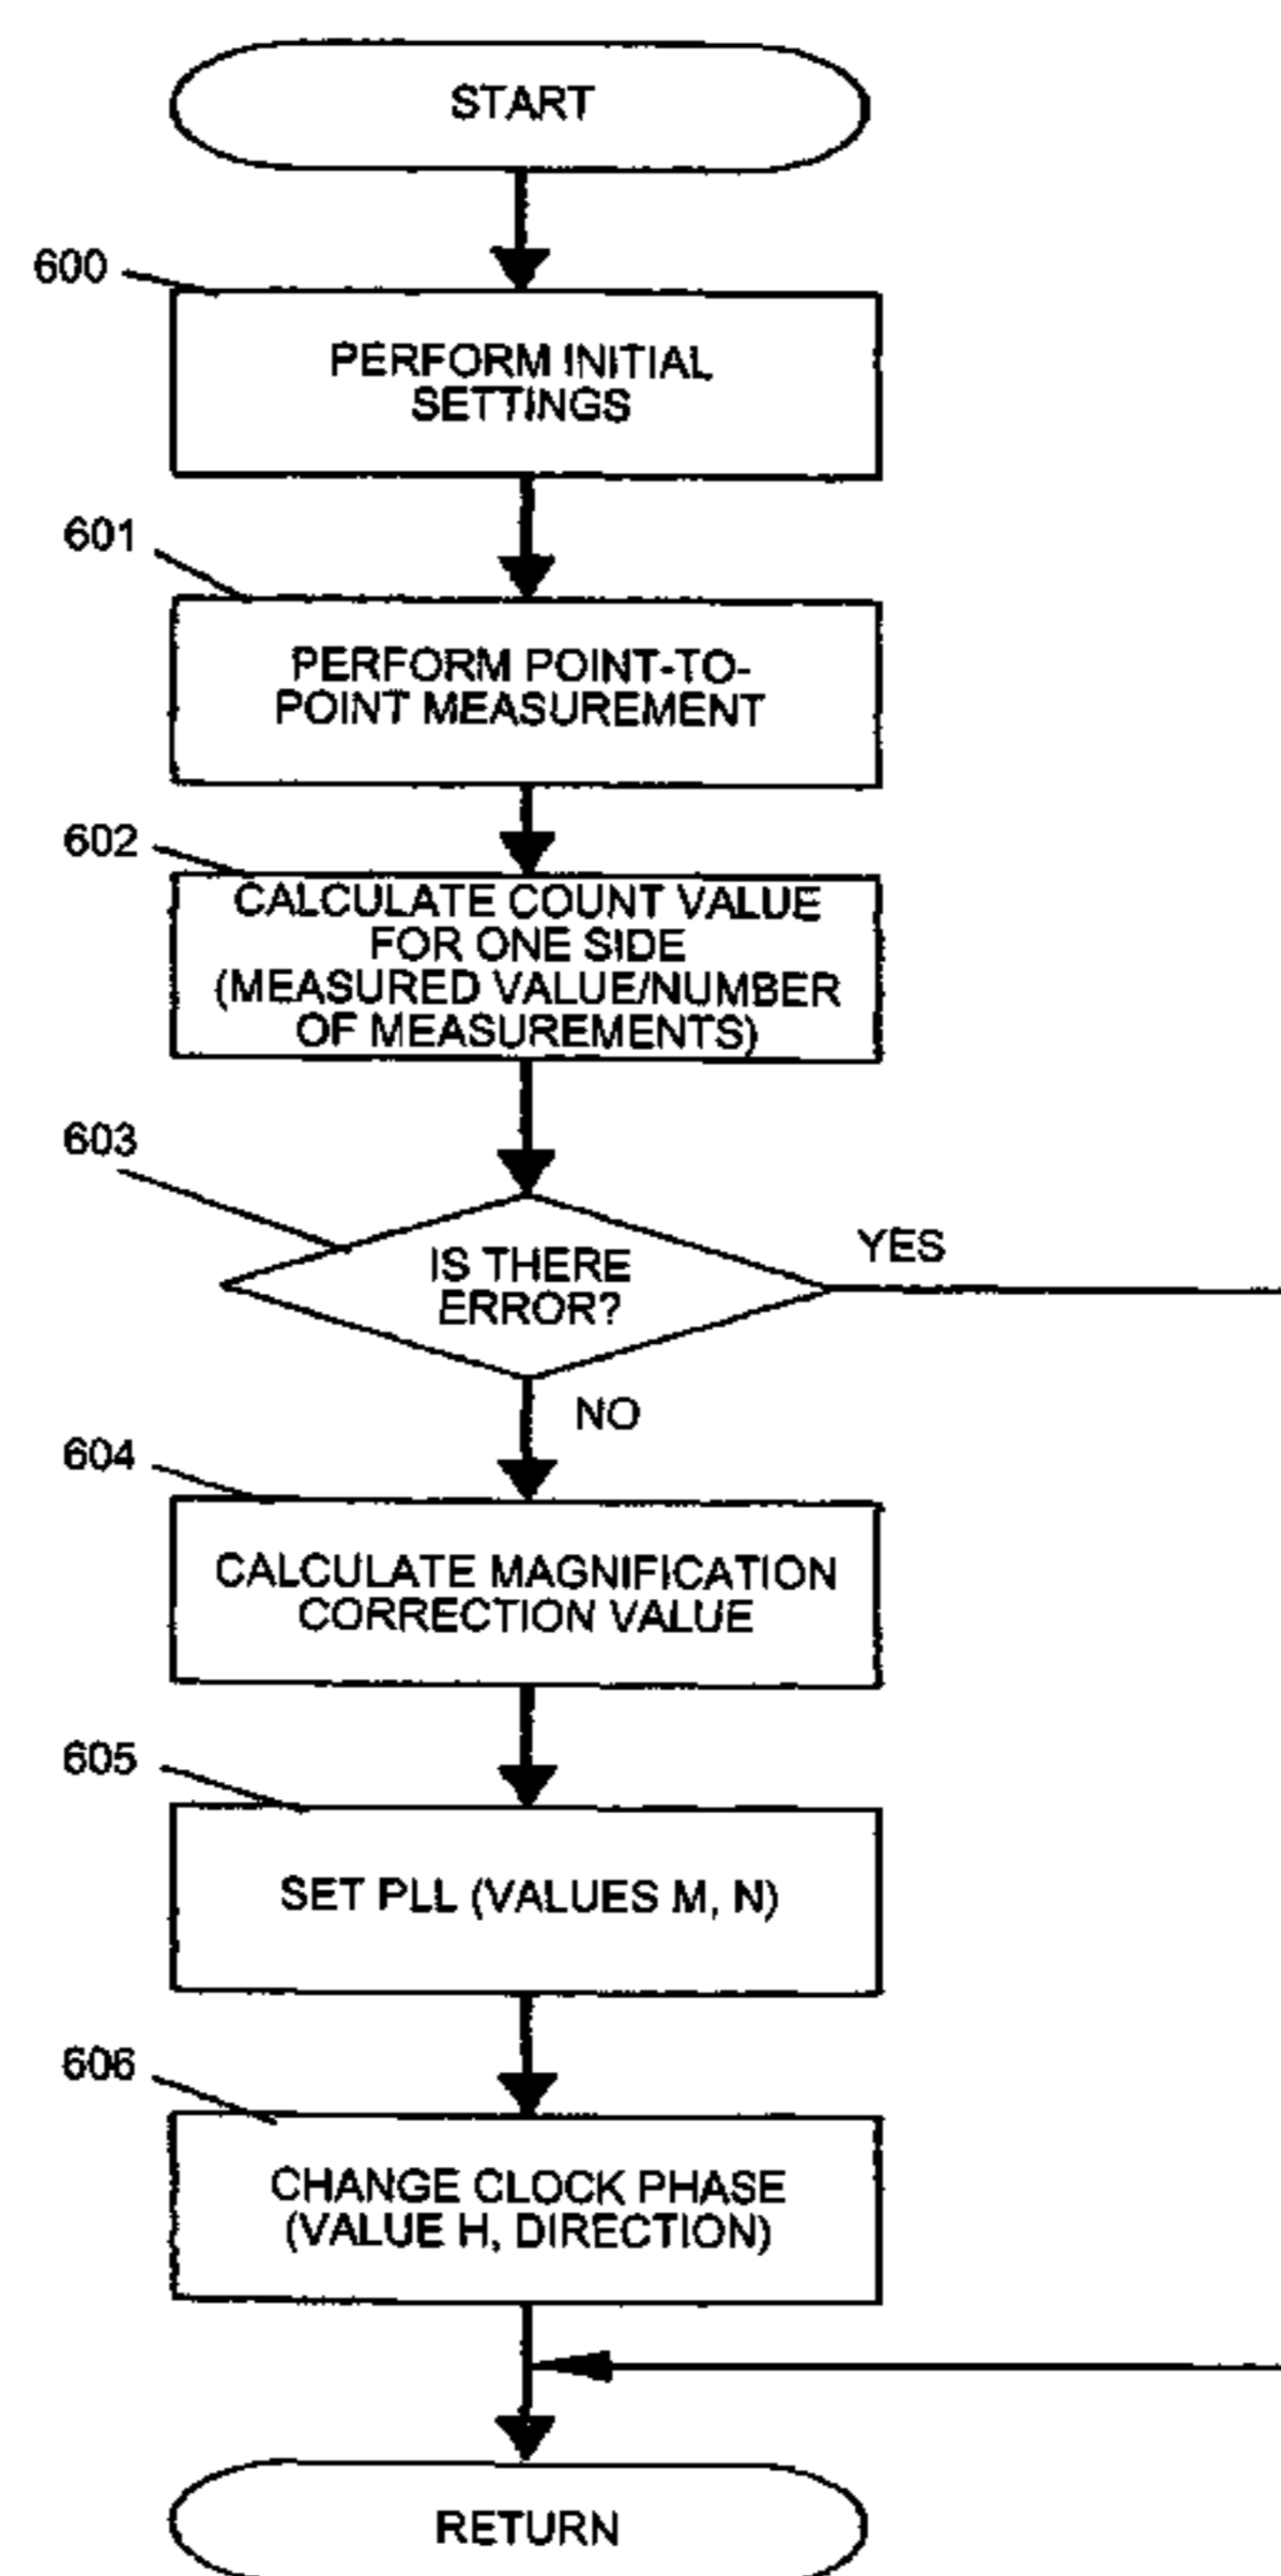 START
600
PERFORM INITIAL
SETTINGS
601
PERFORM POINT-TO-
POINT MEASUREMENT
602
CALCULATE COUNT VALUE
FOR ONE SIDE
(MEASURED VALUE/NUMBER
OF MEASUREMENTS)
603
IS THERE
ERROR?
YES
NO
604
CALCULATE MAGNIFICATION
CORRECTION VALUE
605
SET PLL (VALUES M, N)
606
CHANGE CLOCK PHASE
(VALUE H, DIRECTION)
RETURN